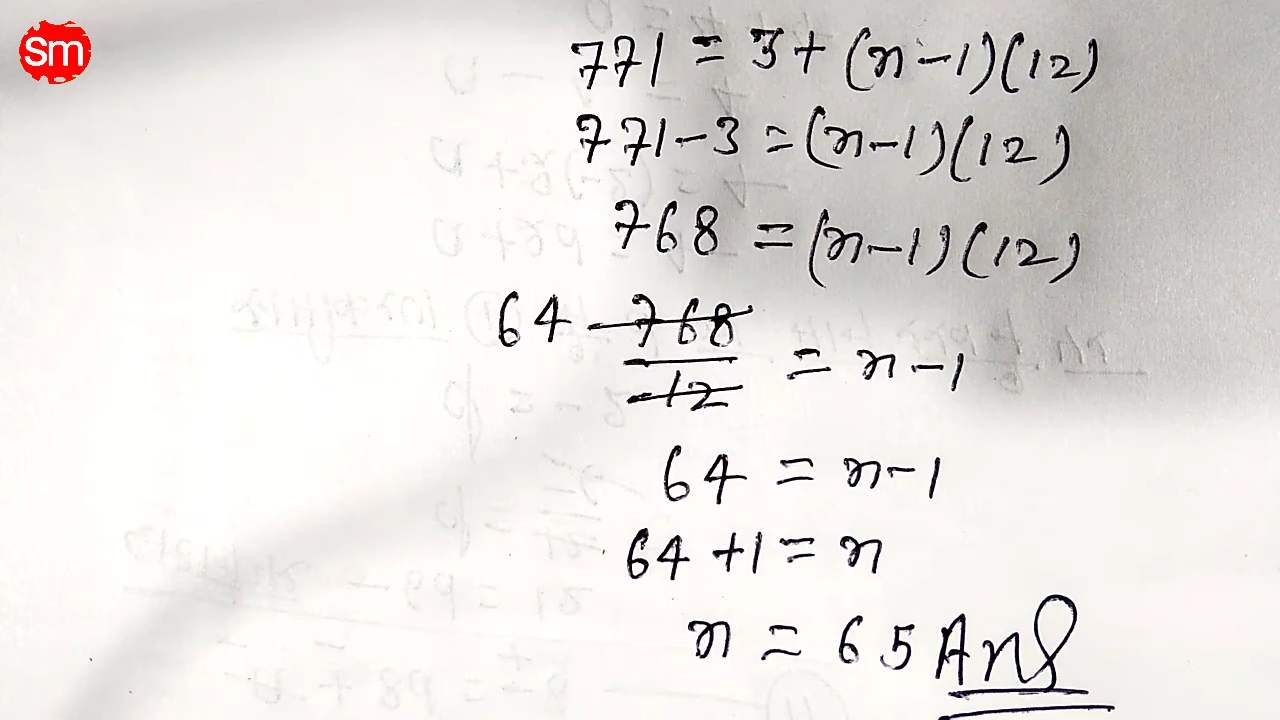 Sm
771 = 3 + (n-1)(12)
771-3 = (n-1)(12)
768 = (n-1)(12)
64 768/12 = n-1
64 = n-1
64 +1 = n
n = 65 Ans